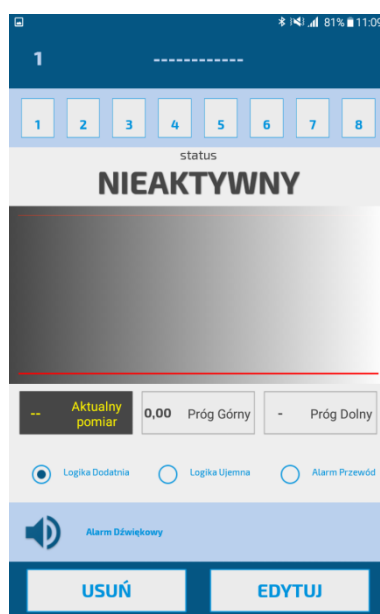 81% 11:09
1 ------------
1 2 3 4 5 6 7 8
status
NIEAKTYWNY
-- Aktualny pomiar 0,00 Próg Górny - Próg Dolny
Logika Dodatnia Logika Ujemna Alarm Przewód
Alarm Dźwiękowy
USUŃ EDYTUJ